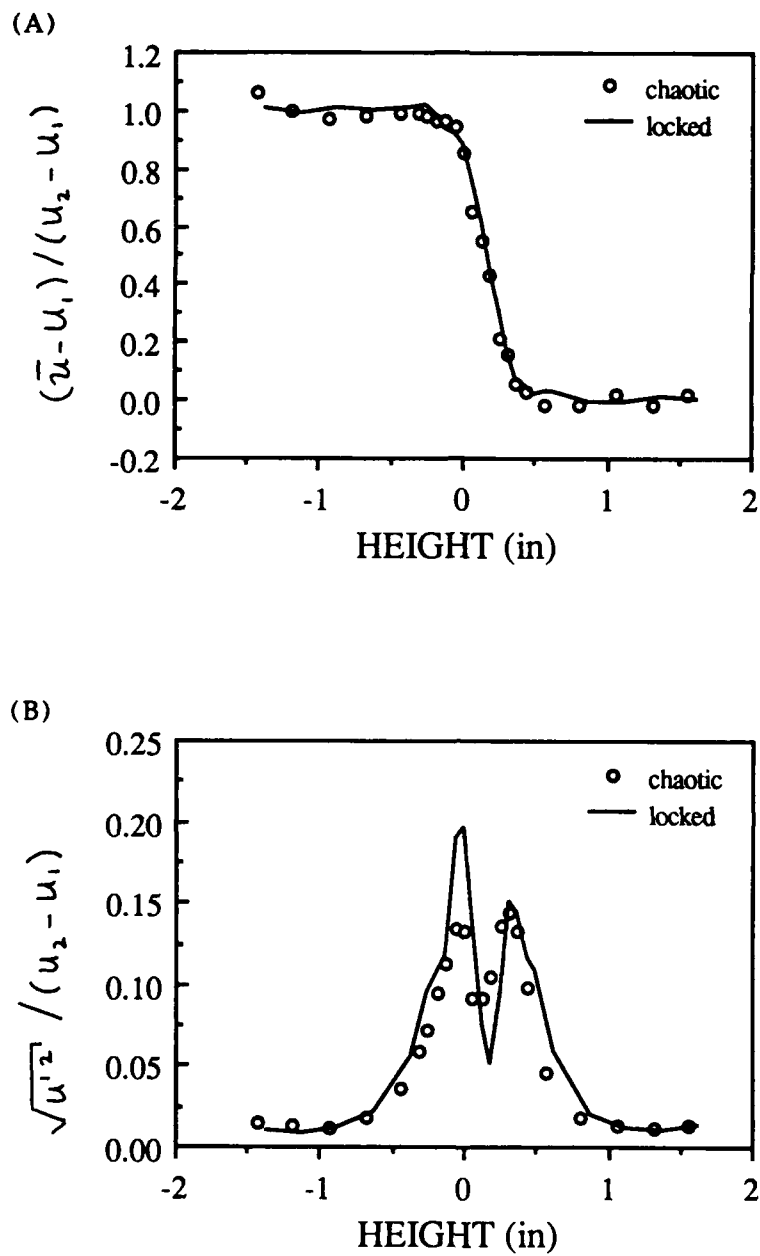 (A)
1.2
1.0
0.8
0.6
0.4
0.2
0.0
-0.2
(ū - U₁) / (U₂ - U₁)
chaotic
locked
-2 -1 0 1 2
HEIGHT (in)
(B)
0.25
0.20
0.15
0.10
0.05
0.00
√u'² / (U₂ - U₁)
chaotic
locked
-2 -1 0 1 2
HEIGHT (in)